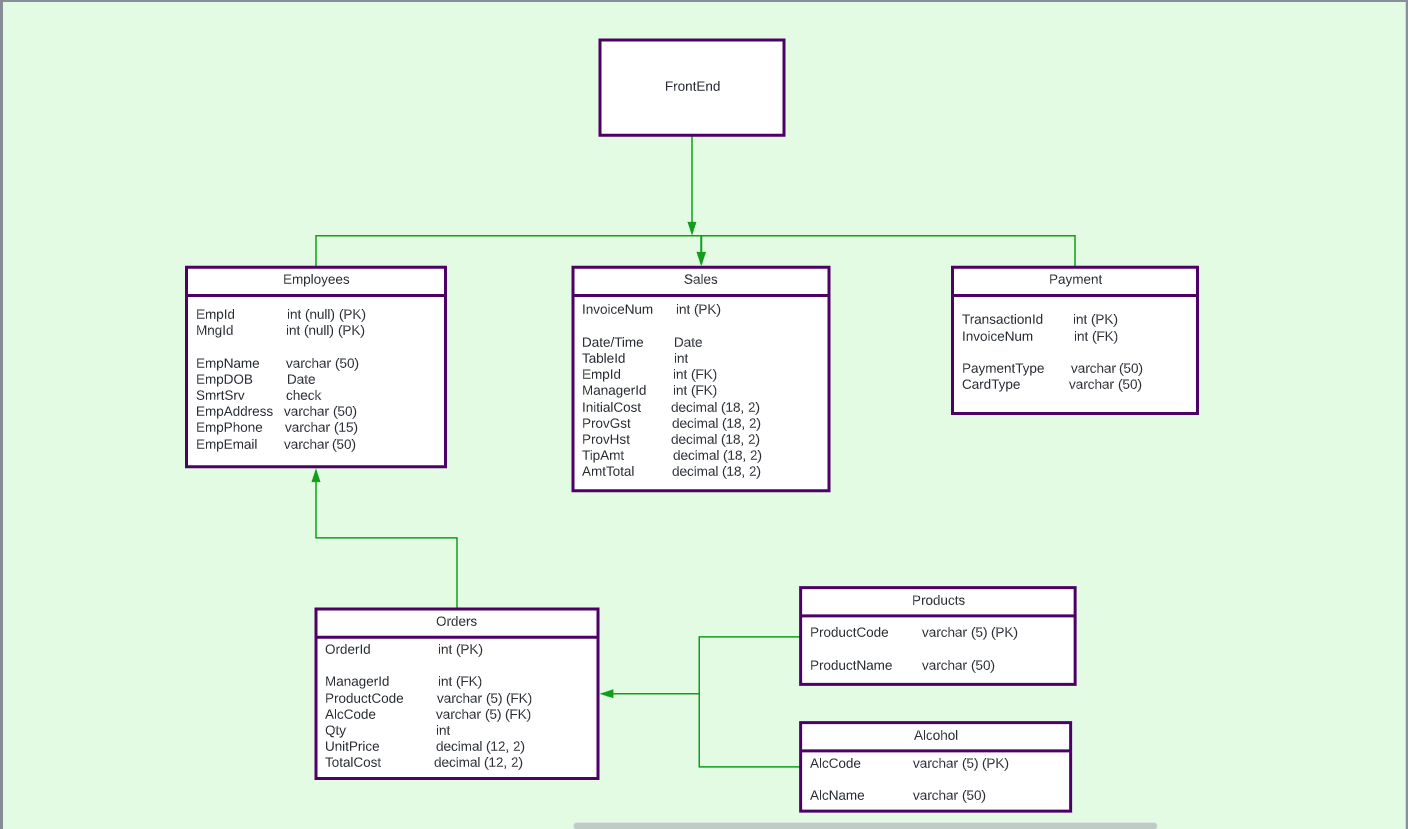 FrontEnd
Employees
EmpId int (null) (PK)
MngId int (null) (PK)
EmpName varchar (50)
EmpDOB Date
SmrtSrv check
EmpAddress varchar (50)
EmpPhone varchar (15)
EmpEmail varchar (50)
Sales
InvoiceNum int (PK)
Date/Time Date
TableId int
EmpId int (FK)
ManagerId int (FK)
InitialCost decimal (18, 2)
ProvGst decimal (18, 2)
ProvHst decimal (18, 2)
TipAmt decimal (18, 2)
AmtTotal decimal (18, 2)
Payment
TransactionId int (PK)
InvoiceNum int (FK)
PaymentType varchar (50)
CardType varchar (50)
Orders
OrderId int (PK)
ManagerId int (FK)
ProductCode varchar (5) (FK)
AlcCode varchar (5) (FK)
Qty int
UnitPrice decimal (12, 2)
TotalCost decimal (12, 2)
Products
ProductCode varchar (5) (PK)
ProductName varchar (50)
Alcohol
AlcCode varchar (5) (PK)
AlcName varchar (50)